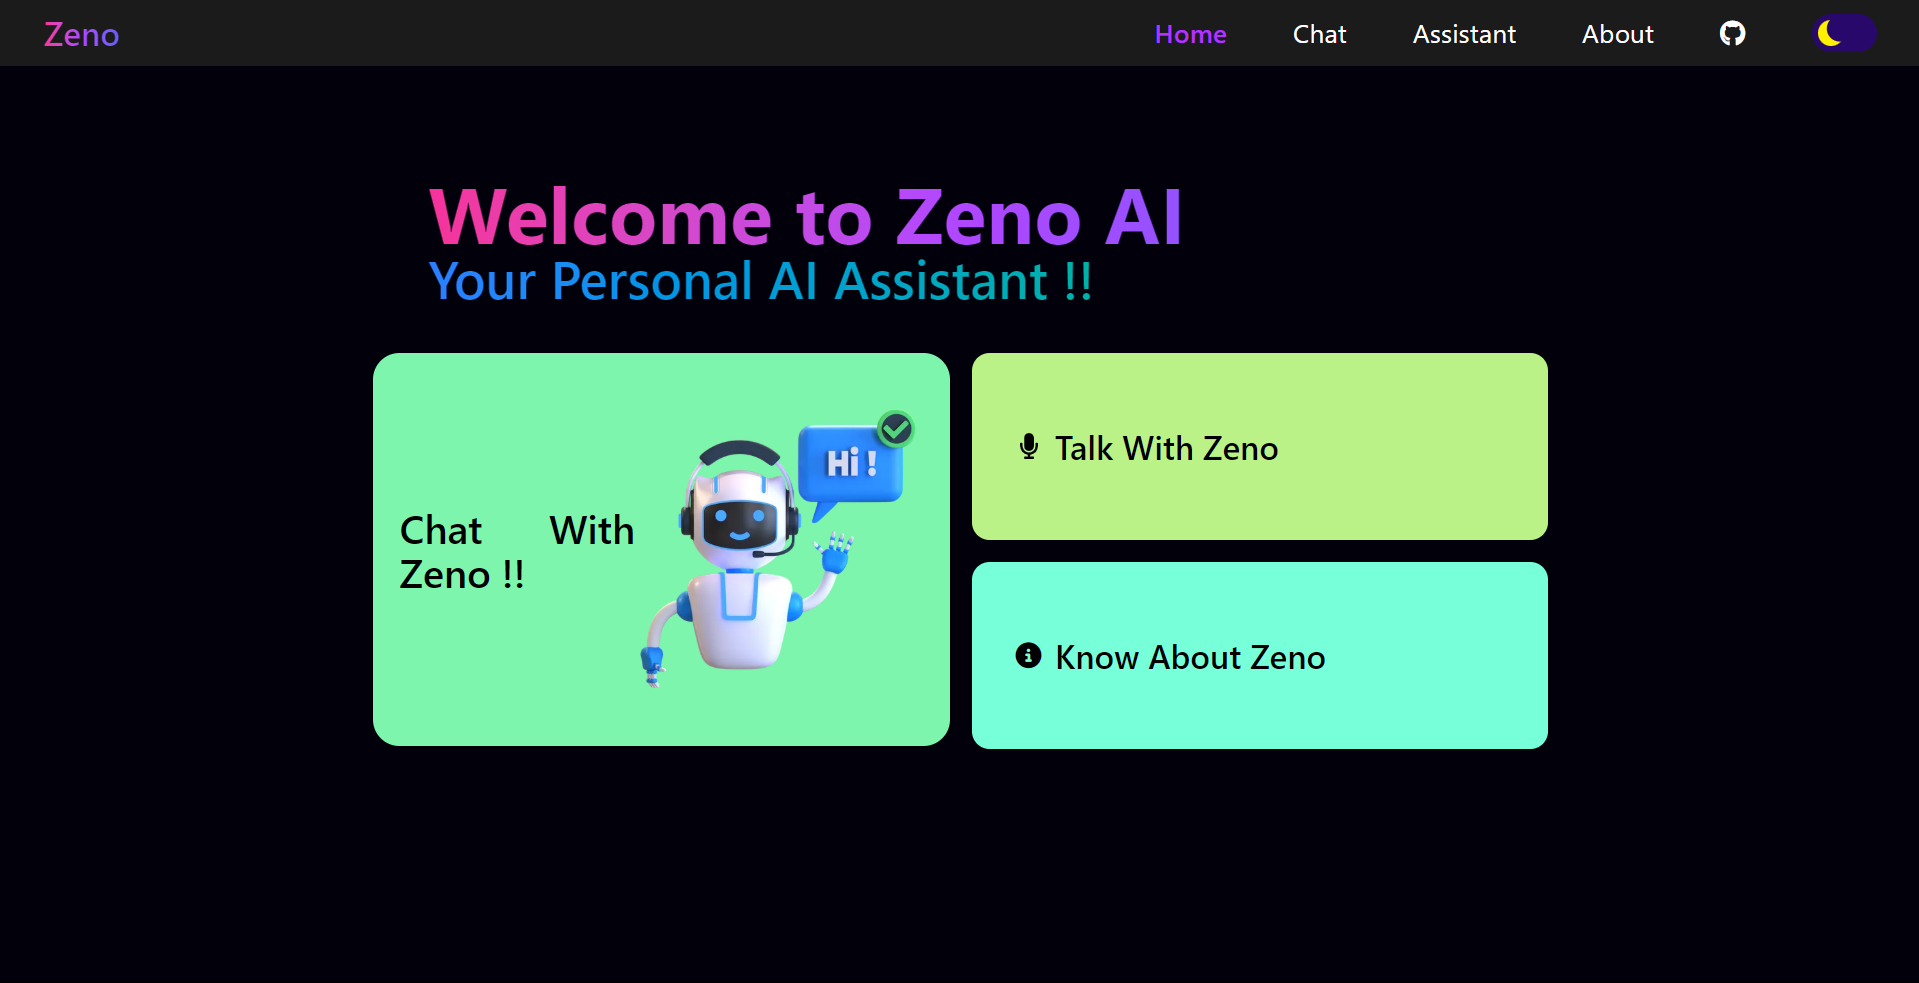 Zeno
Home
Chat
Assistant
About
Welcome to Zeno AI
Your Personal AI Assistant !!
Chat With
Zeno !!
Hi !
Talk With Zeno
Know About Zeno